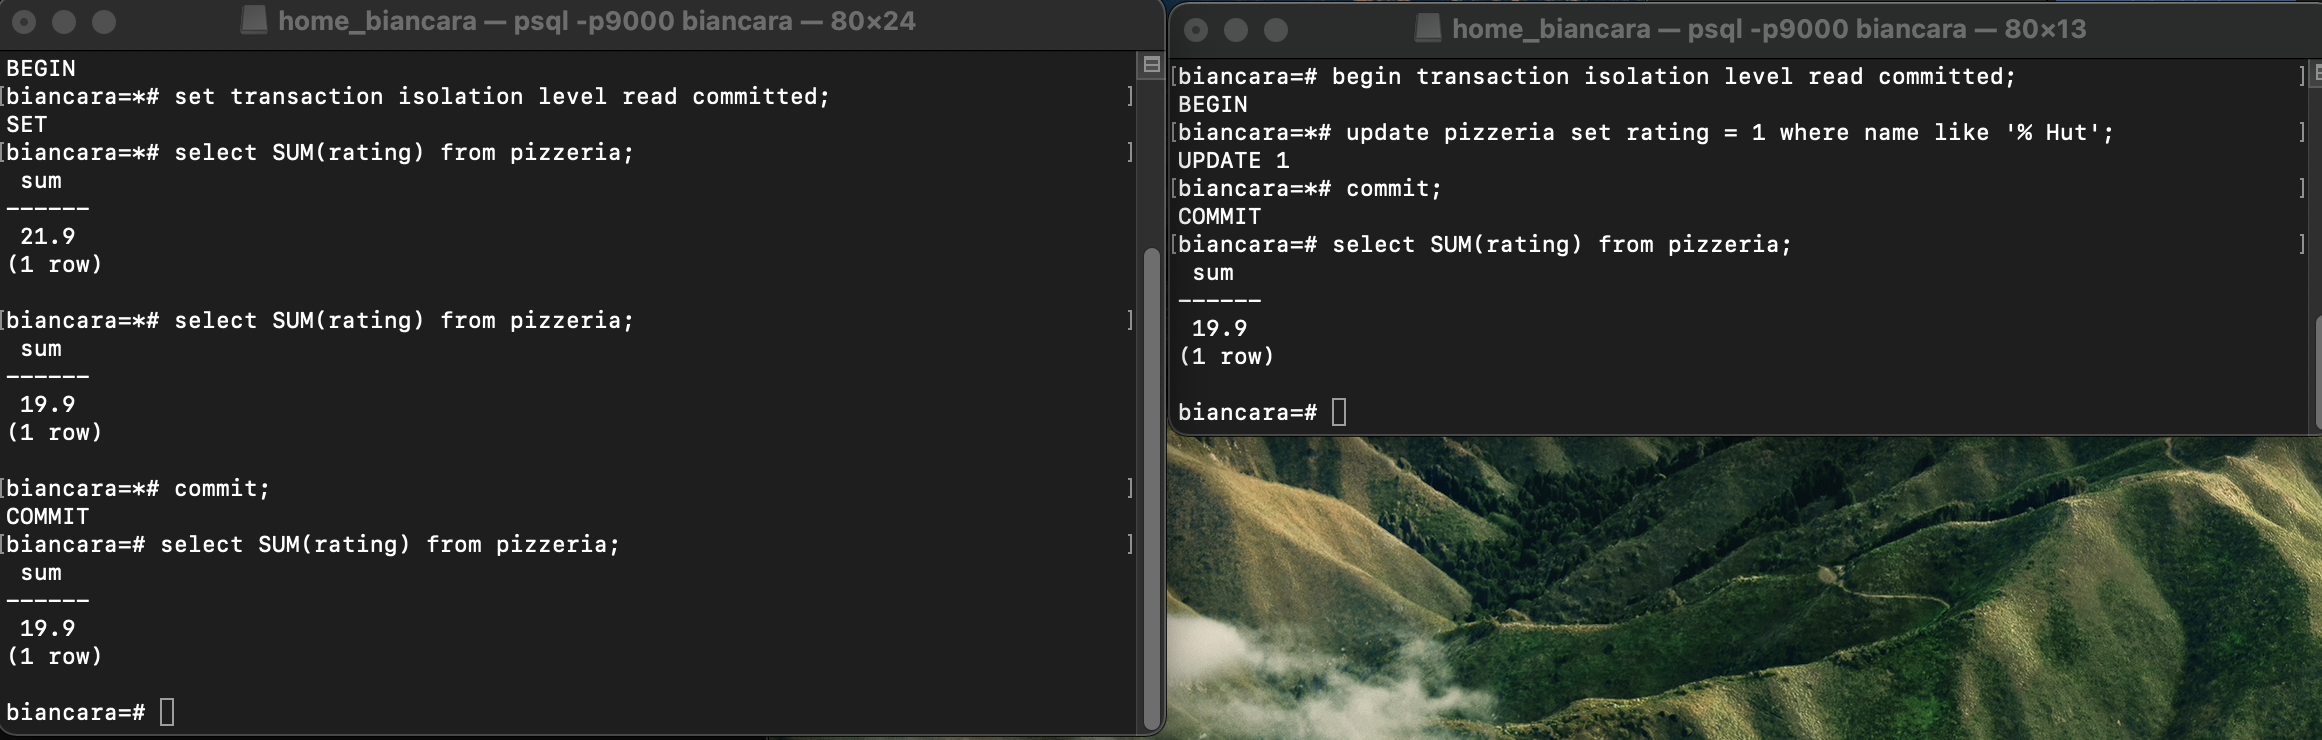 home_biancara — psql -p9000 biancara — 80×24
BEGIN
[biancara=*# set transaction isolation level read committed; ]
SET
[biancara=*# select SUM(rating) from pizzeria; ]
sum
------
21.9
(1 row)
[biancara=*# select SUM(rating) from pizzeria; ]
sum
------
19.9
(1 row)
[biancara=*# commit; ]
COMMIT
[biancara=# select SUM(rating) from pizzeria; ]
sum
------
19.9
(1 row)
biancara=#
home_biancara — psql -p9000 biancara — 80×13
[biancara=# begin transaction isolation level read committed; ]
BEGIN
[biancara=*# update pizzeria set rating = 1 where name like '% Hut'; ]
UPDATE 1
[biancara=*# commit; ]
COMMIT
[biancara=# select SUM(rating) from pizzeria; ]
sum
------
19.9
(1 row)
biancara=#